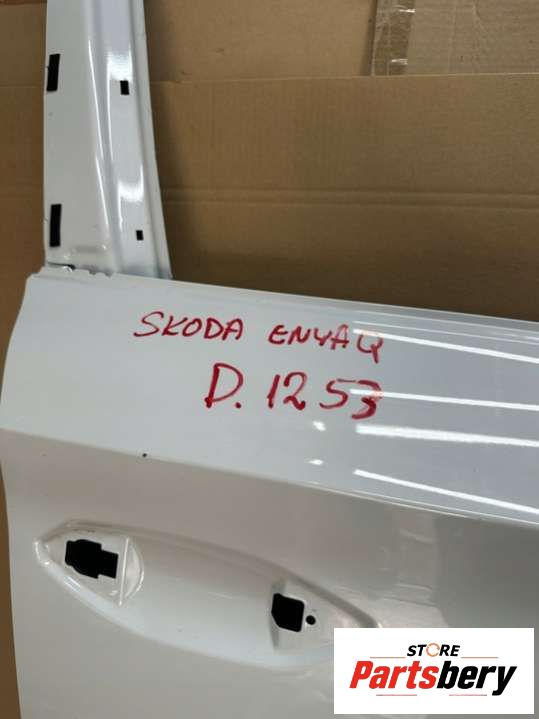 SKODA ENYAQ
D. 1253
STORE
Partsbery